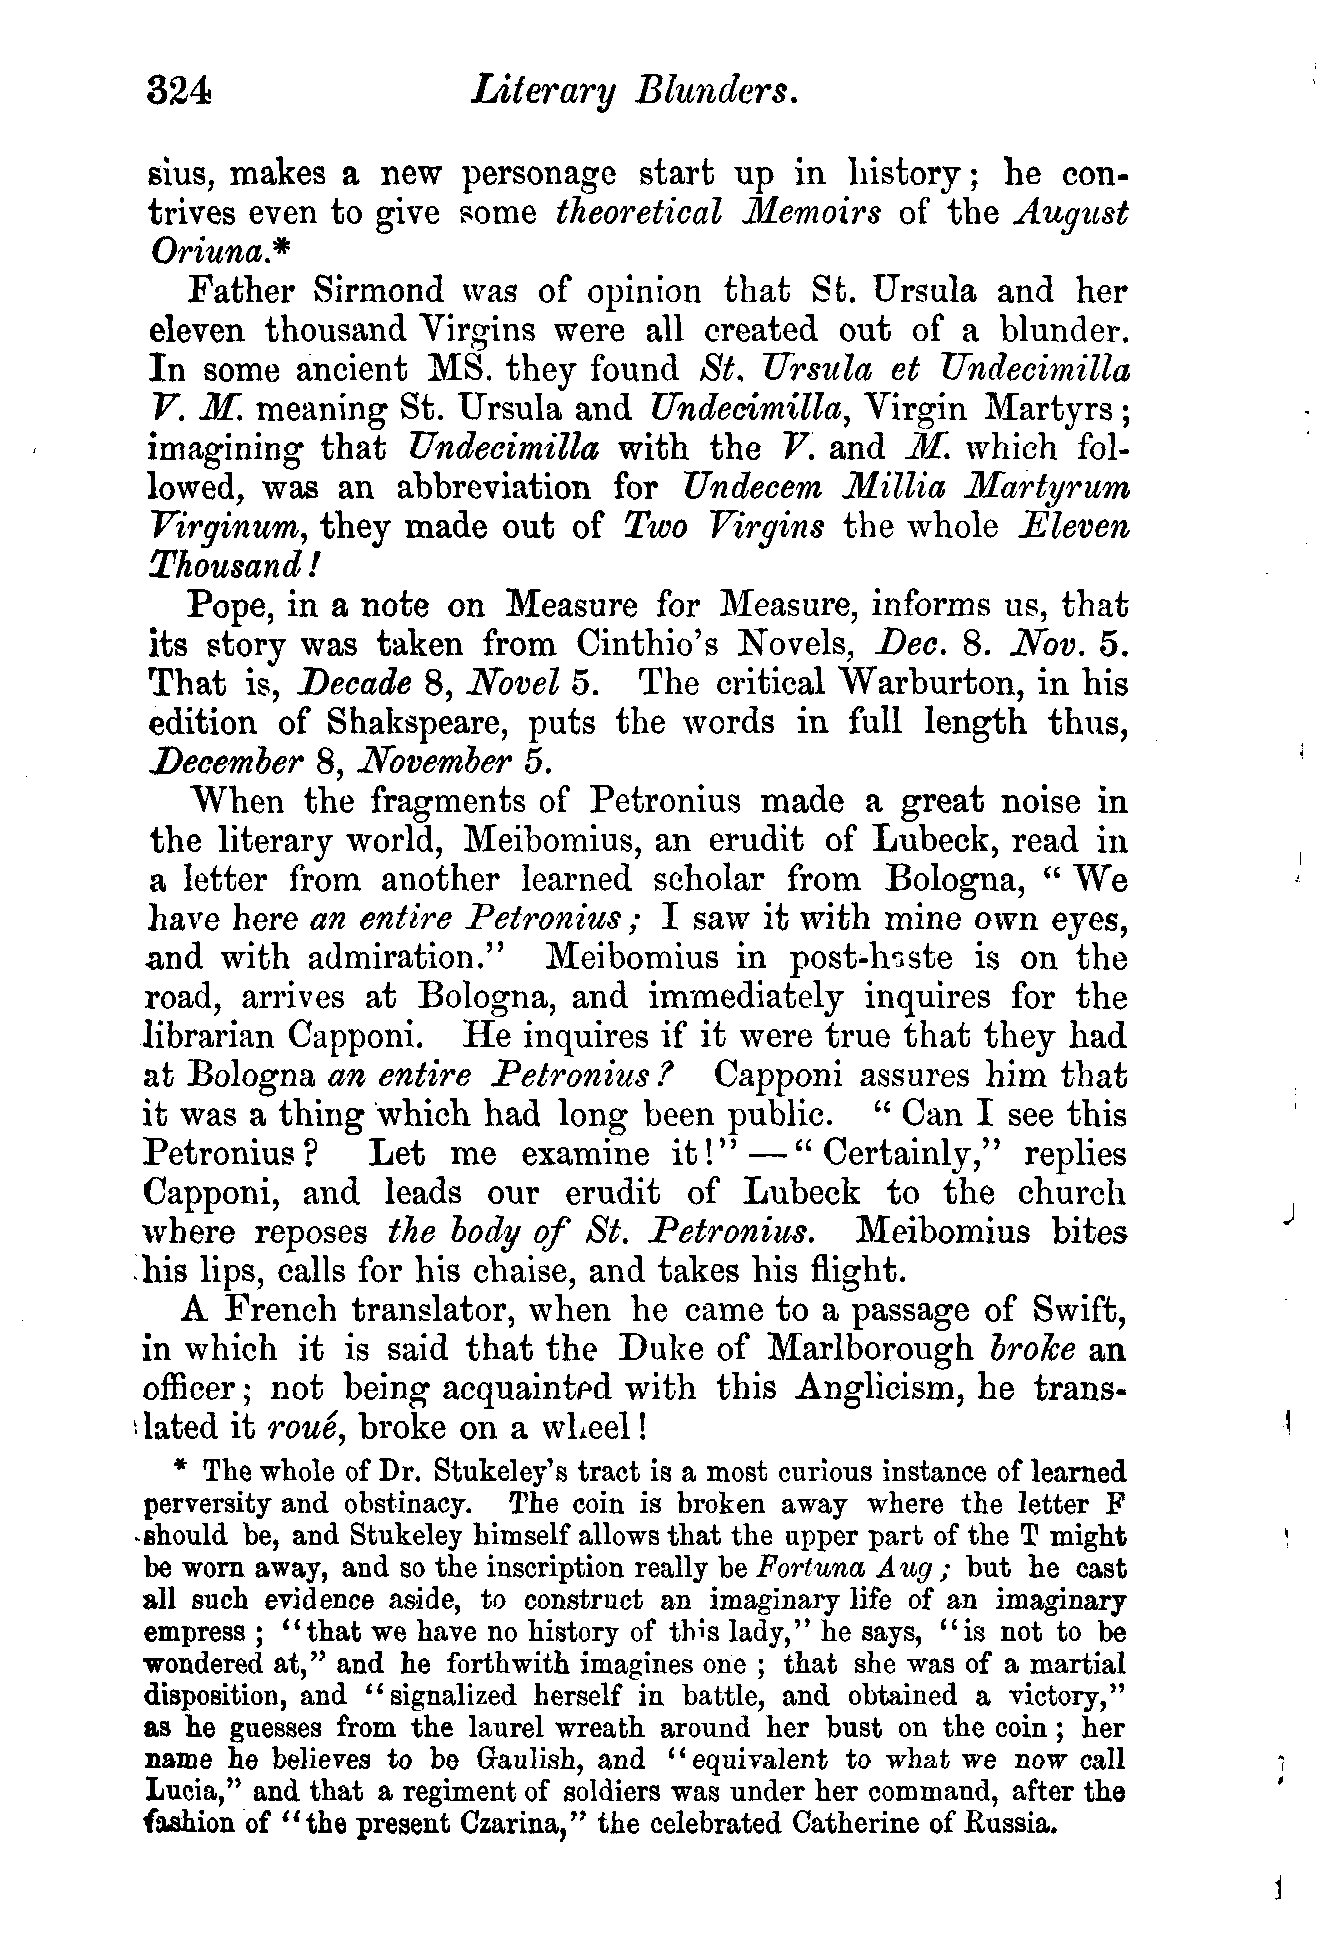 324 Literary Blunders.
sius, makes a new personage start up in history; he con-
trives even to give some theoretical Memoirs of the August
Oriuna.*
Father Sirmond was of opinion that St. Ursula and her
eleven thousand Virgins were all created out of a blunder.
In some ancient MS. they found St. Ursula et Undecimilla
V. M. meaning St. Ursula and Undecimilla, Virgin Martyrs;
imagining that Undecimilla with the V. and M. which fol-
lowed, was an abbreviation for Undecem Millia Martyrum
Virginum, they made out of Two Virgins the whole Eleven
Thousand!
Pope, in a note on Measure for Measure, informs us, that
its story was taken from Cinthio's Novels, Dec. 8. Nov. 5.
That is, Decade 8, Novel 5. The critical Warburton, in his
edition of Shakspeare, puts the words in full length thus,
December 8, November 5.
When the fragments of Petronius made a great noise in
the literary world, Meibomius, an erudit of Lubeck, read in
a letter from another learned scholar from Bologna, "We
have here an entire Petronius; I saw it with mine own eyes,
and with admiration." Meibomius in post-haste is on the
road, arrives at Bologna, and immediately inquires for the
librarian Capponi. He inquires if it were true that they had
at Bologna an entire Petronius? Capponi assures him that
it was a thing which had long been public. "Can I see this
Petronius? Let me examine it!"—"Certainly," replies
Capponi, and leads our erudit of Lubeck to the church
where reposes the body of St. Petronius. Meibomius bites
his lips, calls for his chaise, and takes his flight.
A French translator, when he came to a passage of Swift,
in which it is said that the Duke of Marlborough broke an
officer; not being acquainted with this Anglicism, he trans-
lated it roué, broke on a wheel!
* The whole of Dr. Stukeley's tract is a most curious instance of learned
perversity and obstinacy. The coin is broken away where the letter F
should be, and Stukeley himself allows that the upper part of the T might
be worn away, and so the inscription really be Fortuna Aug; but he cast
all such evidence aside, to construct an imaginary life of an imaginary
empress; "that we have no history of this lady," he says, "is not to be
wondered at," and he forthwith imagines one; that she was of a martial
disposition, and "signalized herself in battle, and obtained a victory,"
as he guesses from the laurel wreath around her bust on the coin; her
name he believes to be Gaulish, and "equivalent to what we now call
Lucia," and that a regiment of soldiers was under her command, after the
fashion of "the present Czarina," the celebrated Catherine of Russia.